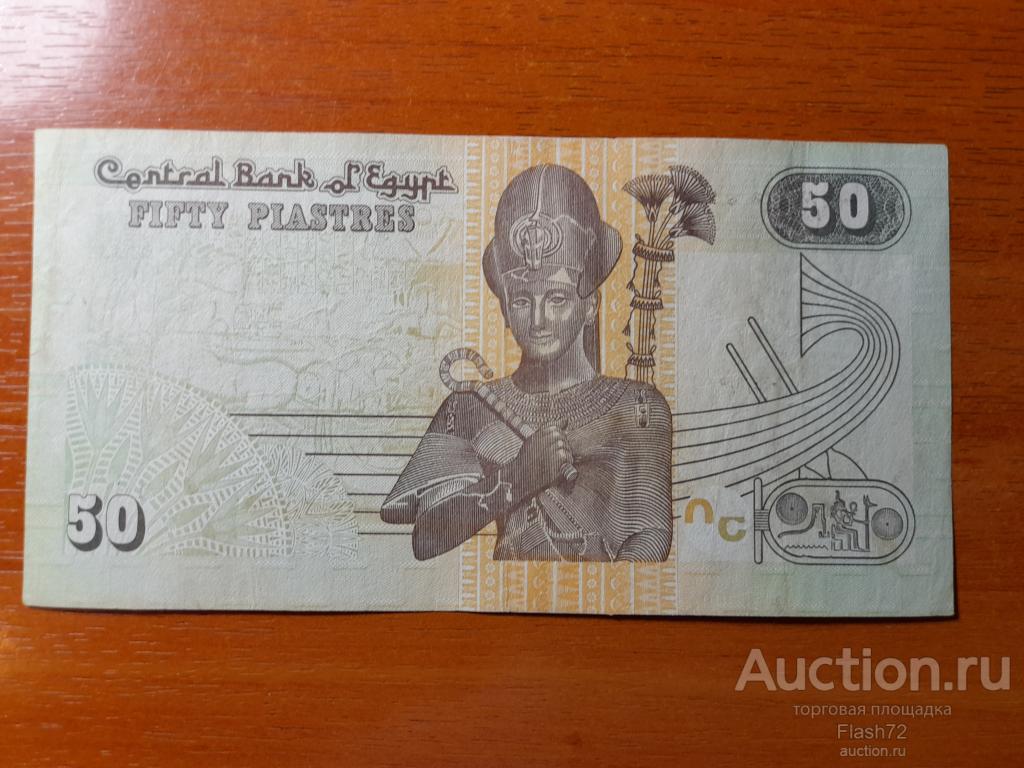 Central Bank of Egypt
FIFTY PIASTRES
50
50
Auction.ru
торговая площадка
Flash72
auction.ru